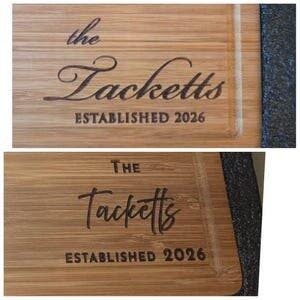 the
Tacketts
ESTABLISHED 2026
THE
Tacketts
ESTABLISHED 2026